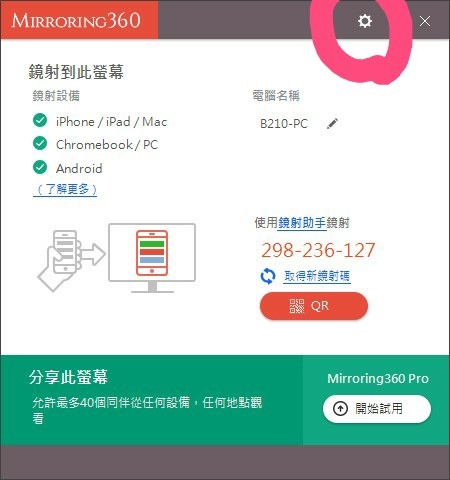 MIRRORING360
鏡射到此螢幕
鏡射設備
電腦名稱
iPhone / iPad / Mac
B210-PC
Chromebook / PC
Android
(了解更多)
使用鏡射助手鏡射
298-236-127
取得新鏡射碼
QR
分享此螢幕
Mirroring360 Pro
允許最多40個同伴從任何設備，任何地點觀
看
開始試用